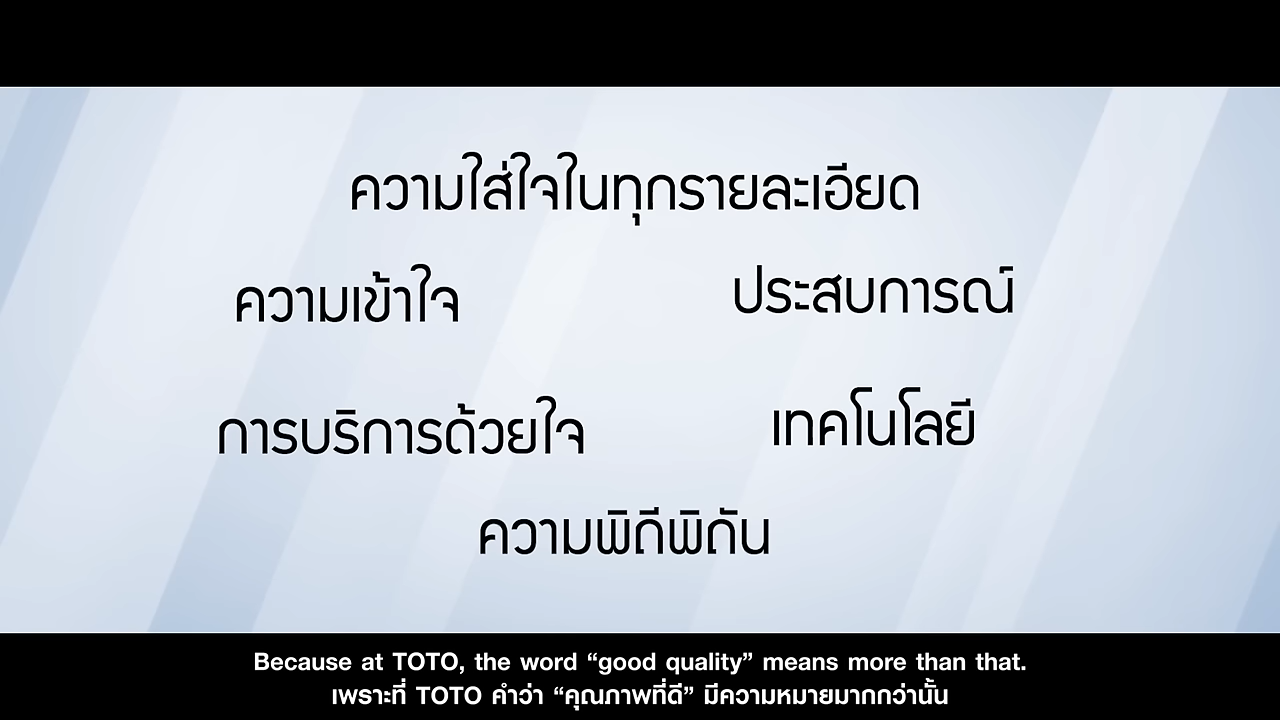 ความใส่ใจในทุกรายละเอียด
ความเข้าใจ
ประสบการณ์
การบริการด้วยใจ
เทคโนโลยี
ความพิถีพิถัน
Because at TOTO, the word “good quality” means more than that.
เพราะที่ TOTO คำว่า “คุณภาพที่ดี” มีความหมายมากกว่านั้น